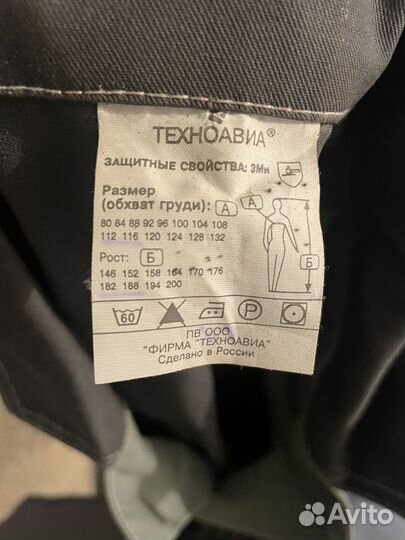 ТЕХНОАВИА®
ЗАЩИТНЫЕ СВОЙСТВА: ЗМи
Размер
(обхват груди): А
А
80 84 88 92 96 100 104 108
112 116 120 124 128 132
Рост: Б
Б
146 152 158 164 170 176
182 188 194 200
60
P
ПВ ООО
"ФИРМА "ТЕХНОАВИА"
Сделано в России
Avito